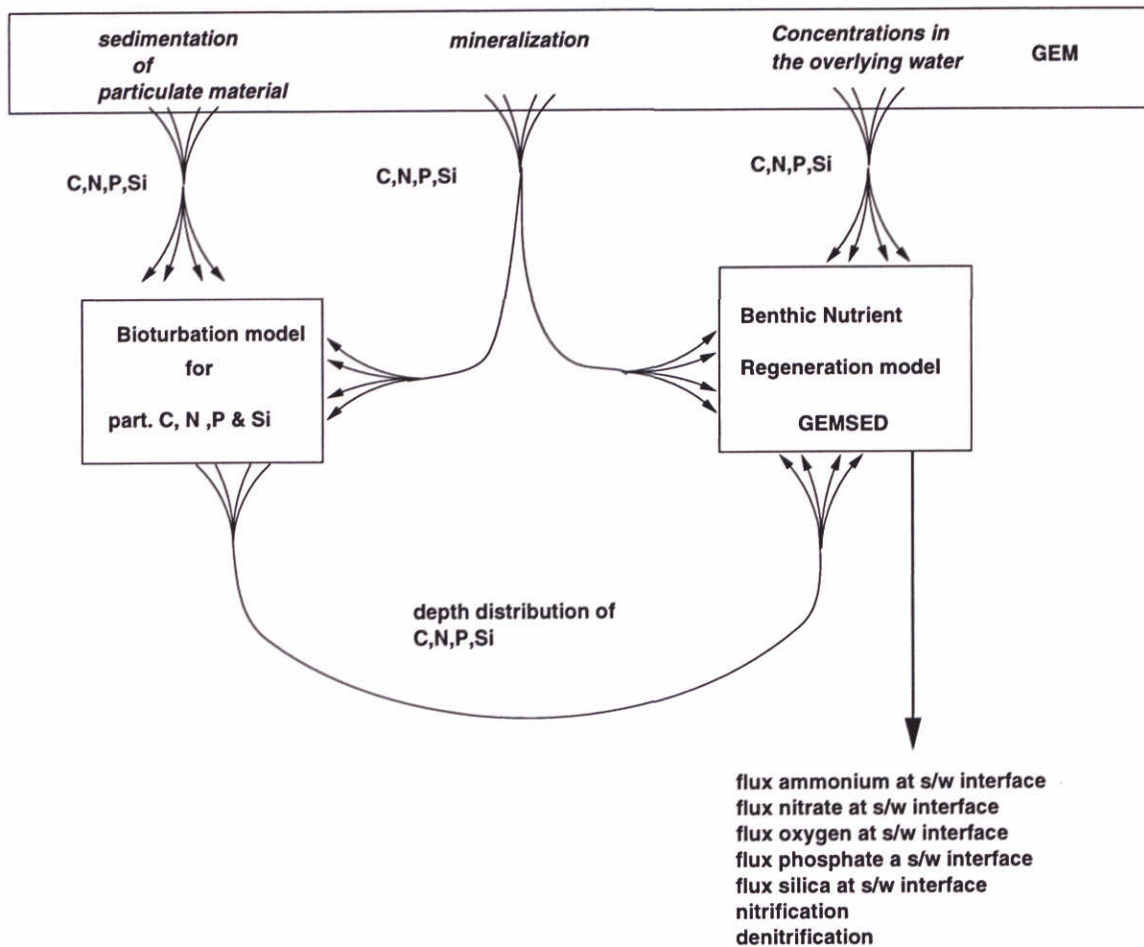 sedimentation
of
particulate material
mineralization
Concentrations in
the overlying water
GEM
C,N,P,Si
C,N,P,Si
C,N,P,Si
Bioturbation model
for
part. C, N ,P & Si
Benthic Nutrient
Regeneration model
GEMSED
depth distribution of
C,N,P,Si
flux ammonium at s/w interface
flux nitrate at s/w interface
flux oxygen at s/w interface
flux phosphate a s/w interface
flux silica at s/w interface
nitrification
denitrification